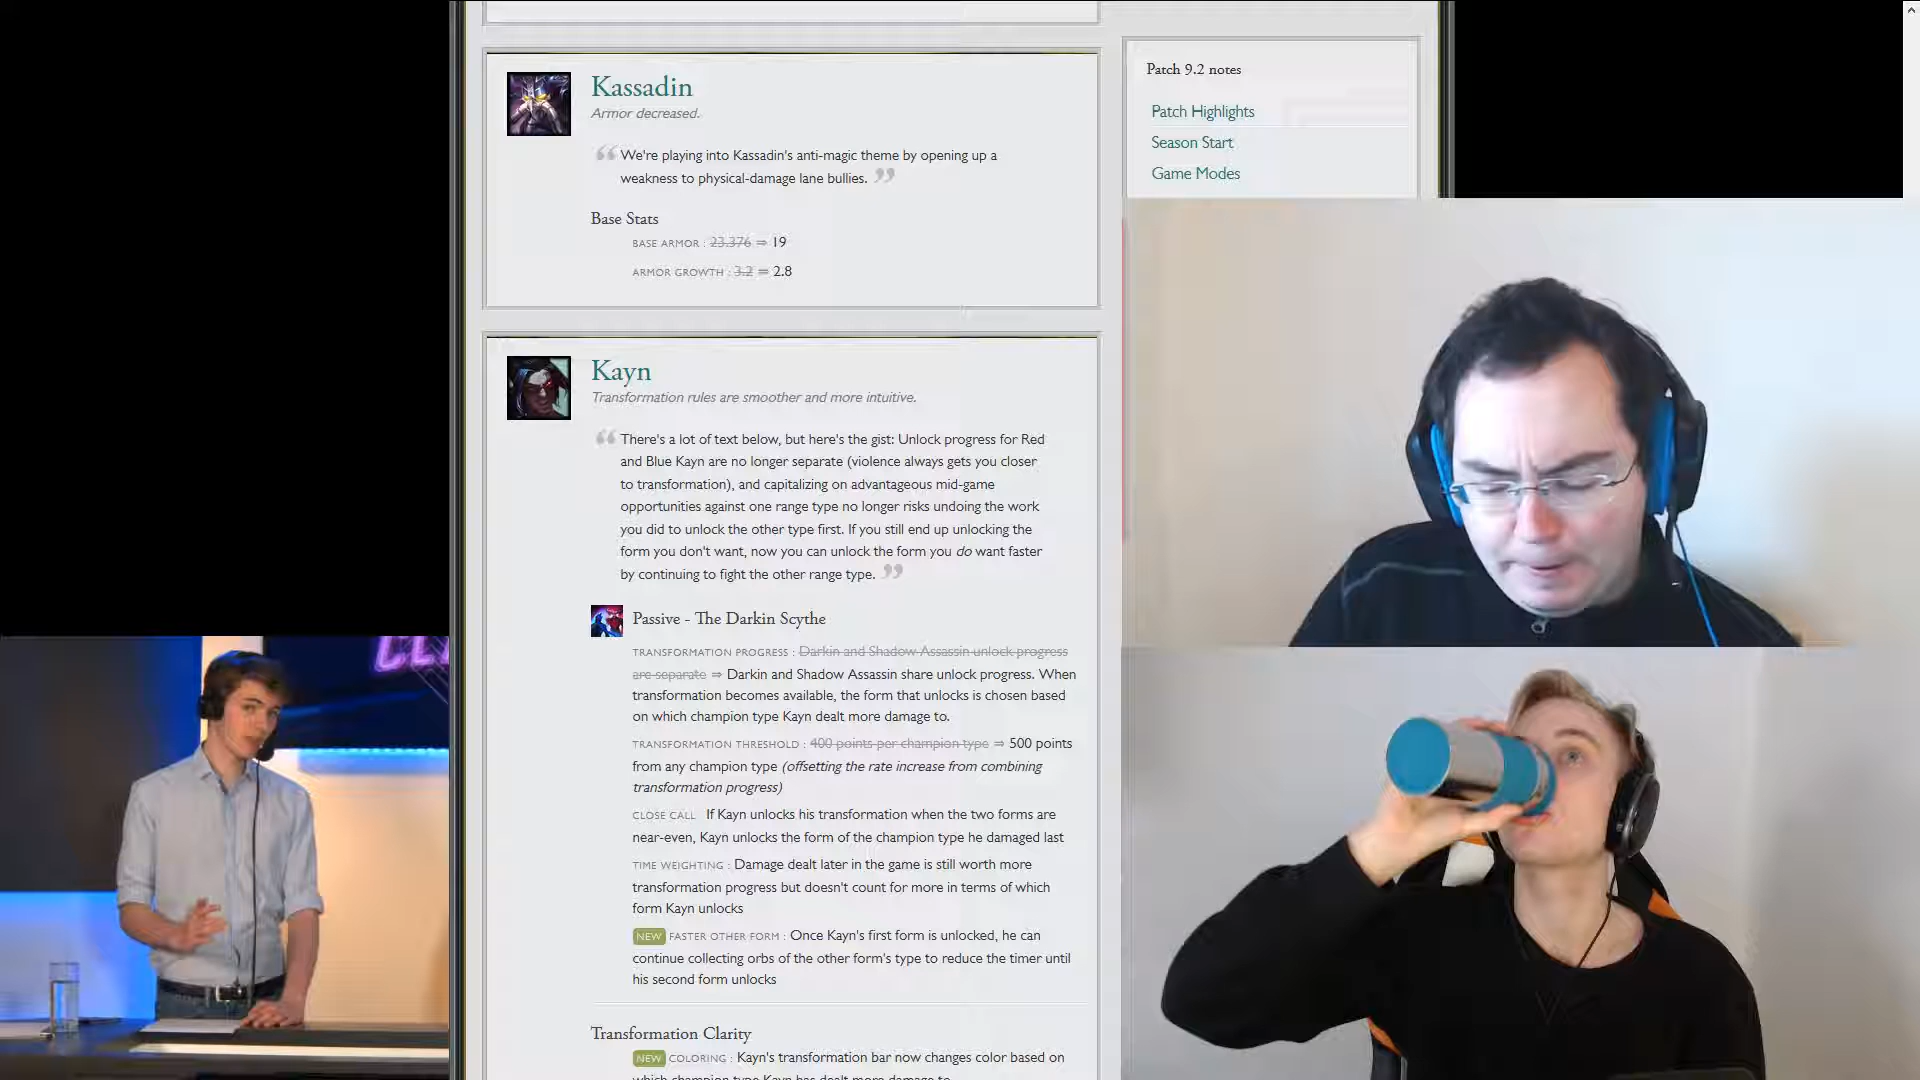 Kassadin
Armor decreased.
We're playing into Kassadin's anti-magic theme by opening up a
weakness to physical-damage lane bullies.
Base Stats
BASE ARMOR : 23.376 ⇒ 19
ARMOR GROWTH : 3.2 ⇒ 2.8
Kayn
Transformation rules are smoother and more intuitive.
There's a lot of text below, but here's the gist: Unlock progress for Red
and Blue Kayn are no longer separate (violence always gets you closer
to transformation), and capitalizing on advantageous mid-game
opportunities against one range type no longer risks undoing the work
you did to unlock the other type first. If you still end up unlocking the
form you don't want, now you can unlock the form you do want faster
by continuing to fight the other range type.
Passive - The Darkin Scythe
TRANSFORMATION PROGRESS : Darkin and Shadow Assassin unlock progress
are separate ⇒ Darkin and Shadow Assassin share unlock progress. When
transformation becomes available, the form that unlocks is chosen based
on which champion type Kayn dealt more damage to.
TRANSFORMATION THRESHOLD : 400 points per champion type ⇒ 500 points
from any champion type (offsetting the rate increase from combining
transformation progress)
CLOSE CALL If Kayn unlocks his transformation when the two forms are
near-even, Kayn unlocks the form of the champion type he damaged last
TIME WEIGHTING : Damage dealt later in the game is still worth more
transformation progress but doesn't count for more in terms of which
form Kayn unlocks
NEW FASTER OTHER FORM : Once Kayn's first form is unlocked, he can
continue collecting orbs of the other form's type to reduce the timer until
his second form unlocks
Transformation Clarity
NEW COLORING : Kayn's transformation bar now changes color based on
which champion type Kayn has dealt more damage to
Patch 9.2 notes
Patch Highlights
Season Start
Game Modes